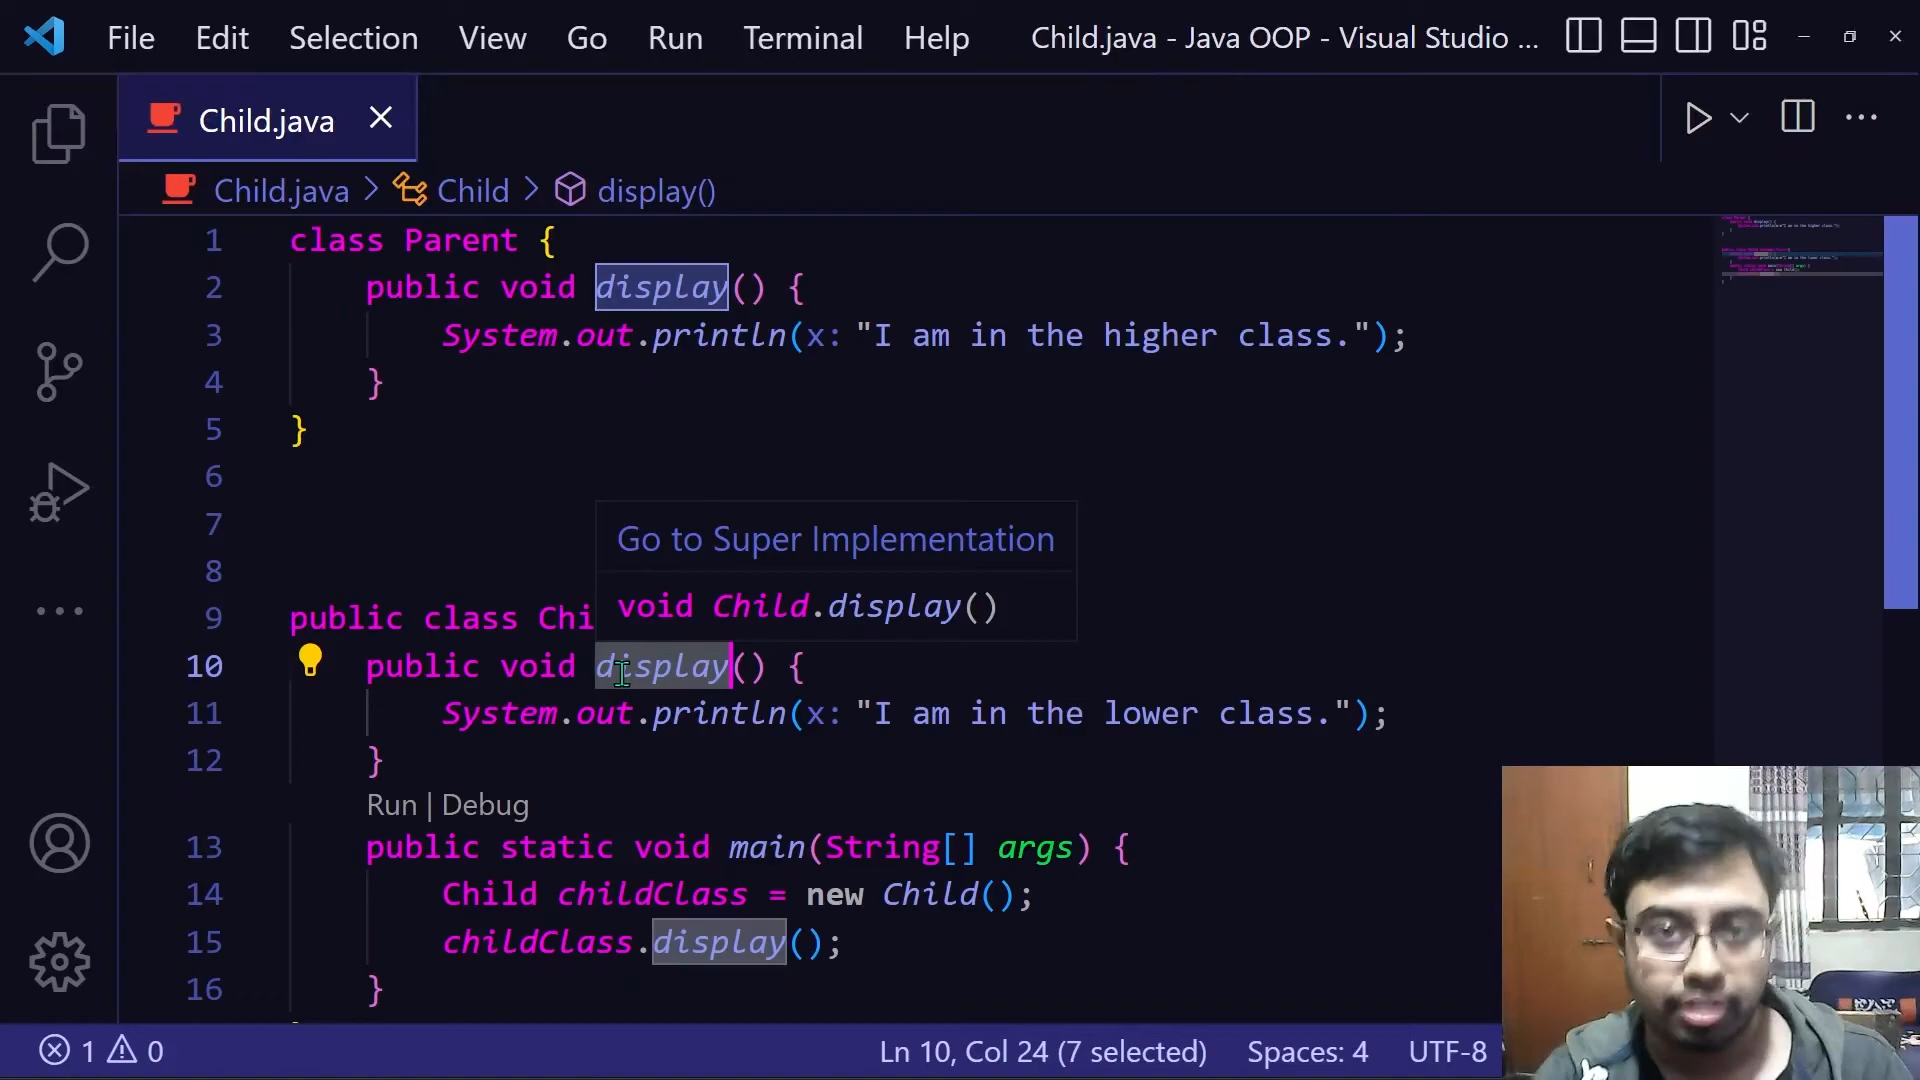 File Edit Selection View Go Run Terminal Help Child.java - Java OOP - Visual Studio ...
Child.java
Child.java > Child > display()
1 class Parent {
2 public void display() {
3 System.out.println(x: "I am in the higher class.");
4 }
5 }
6
7
8
Go to Super Implementation
void Child.display()
9 public class Chi
10 public void display() {
11 System.out.println(x: "I am in the lower class.");
12 }
Run | Debug
13 public static void main(String[] args) {
14 Child childClass = new Child();
15 childClass.display();
16 }
1 0 Ln 10, Col 24 (7 selected) Spaces: 4 UTF-8